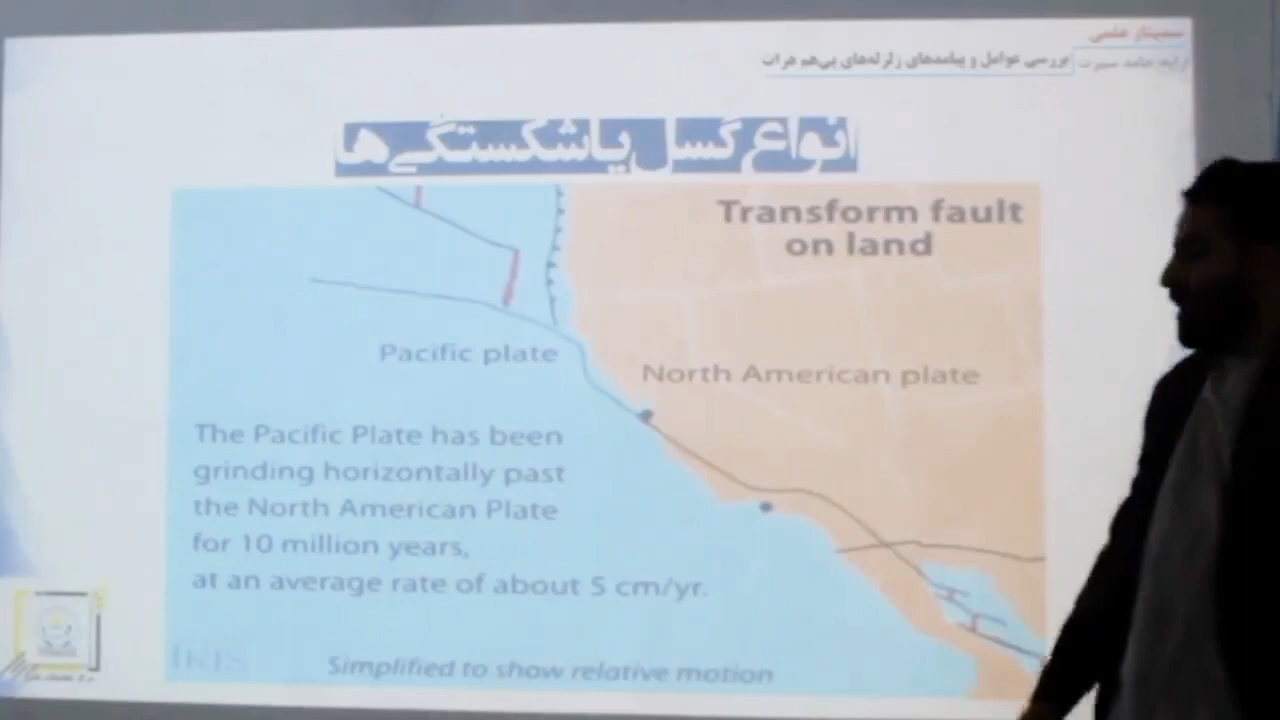 سمینار علمی
بررسی عوامل و پیامدهای زلزله‌های پی‌هم هرات
انواع گسل یا شکستگی‌ها
Transform fault
on land
Pacific plate
North American plate
The Pacific Plate has been
grinding horizontally past
the North American Plate
for 10 million years,
at an average rate of about 5 cm/yr.
IRIS
Simplified to show relative motion